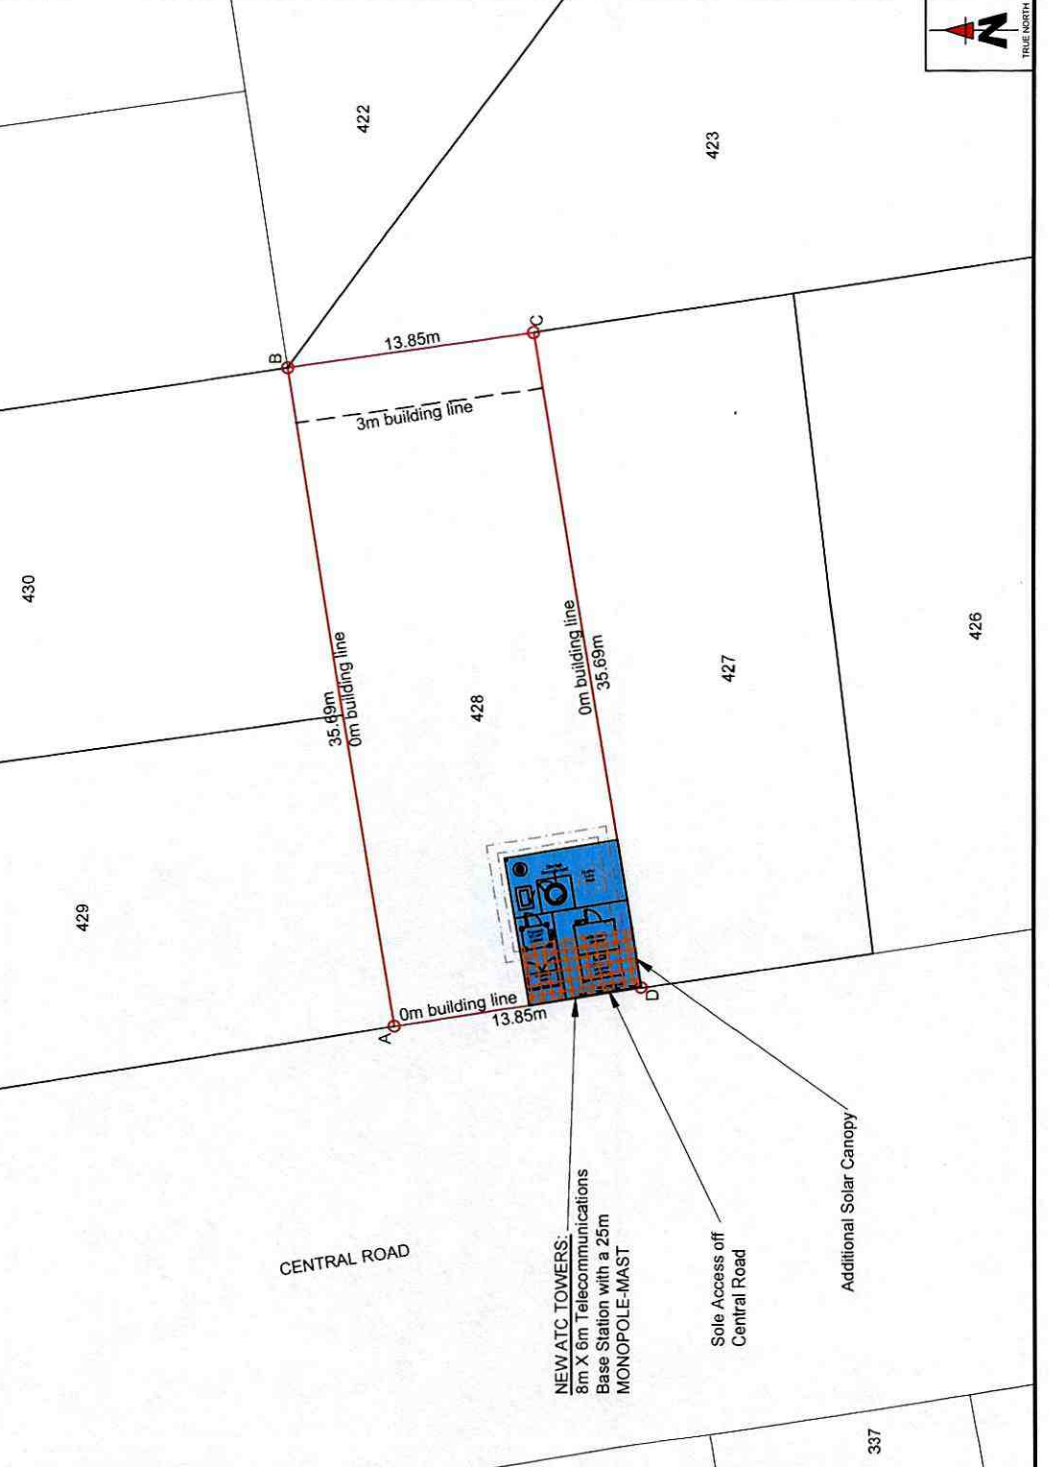 N
TRUE NORTH
422
423
B
13.85m
C
3m building line
430
35.69m
0m building line
0m building line
35.69m
428
427
426
429
A
0m building line
13.85m
D
CENTRAL ROAD
NEW ATC TOWERS:
8m X 6m Telecommunications
Base Station with a 25m
MONOPOLE-MAST
Sole Access off
Central Road
Additional Solar Canopy
337